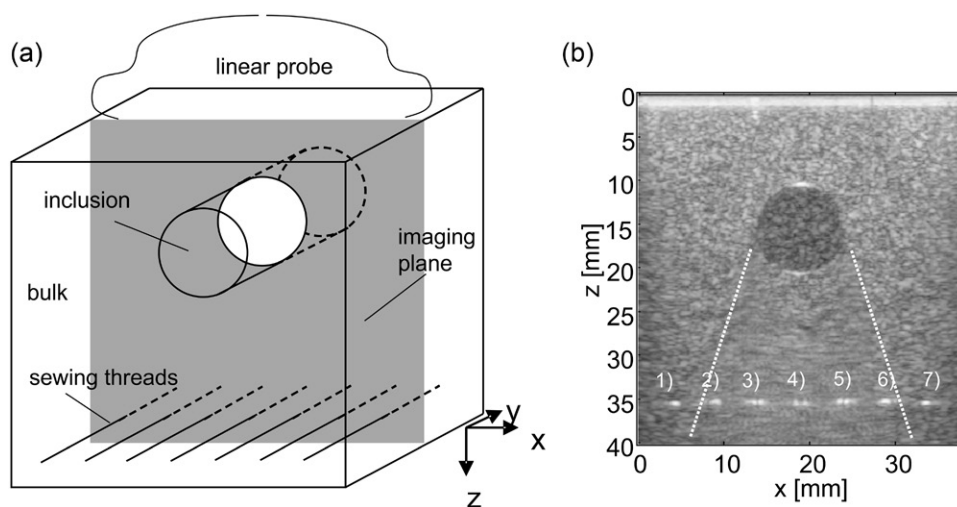 (a)
linear probe
inclusion
imaging
plane
bulk
sewing threads
y
x
z
(b)
0
5
10
15
20
25
30
35
40
z [mm]
1) 2) 3) 4) 5) 6) 7)
0 10 20 30
x [mm]